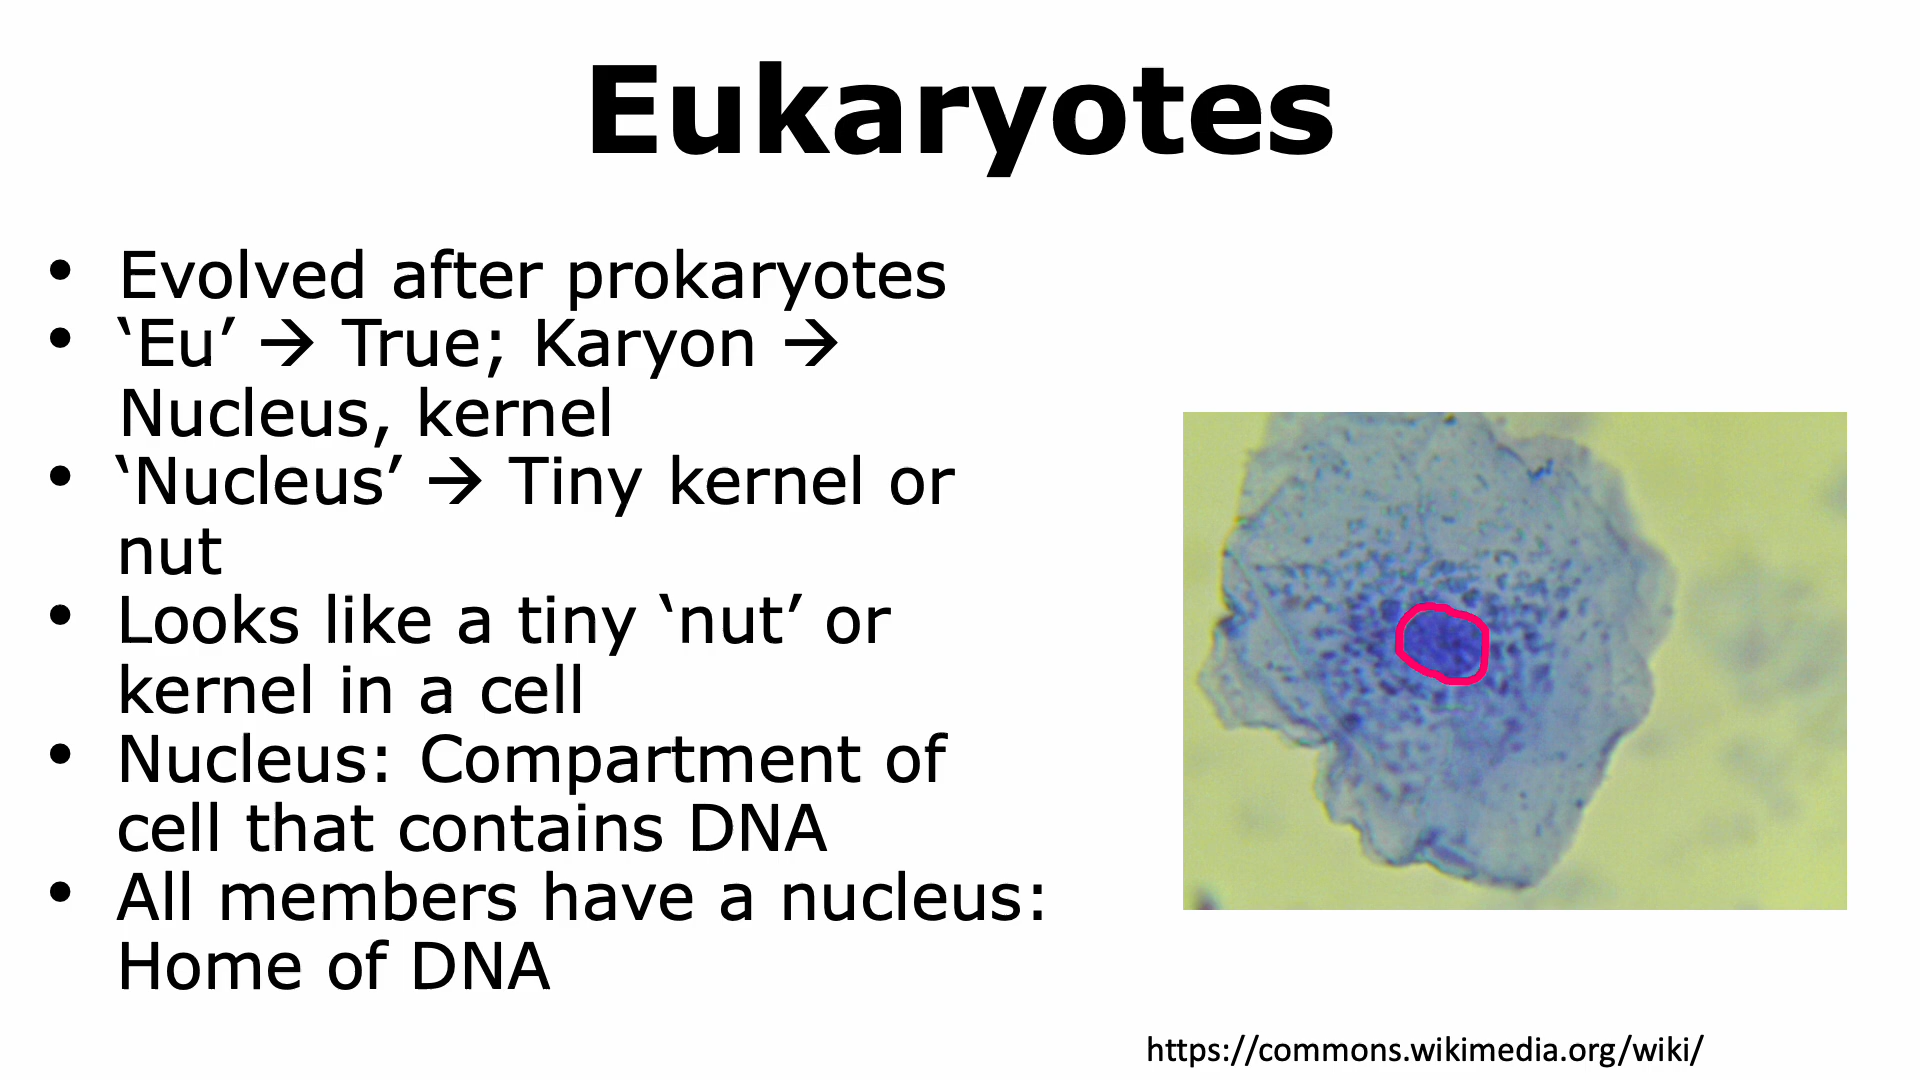 Eukaryotes
• Evolved after prokaryotes
• ‘Eu’ → True; Karyon →
Nucleus, kernel
• ‘Nucleus’ → Tiny kernel or
nut
• Looks like a tiny ‘nut’ or
kernel in a cell
• Nucleus: Compartment of
cell that contains DNA
• All members have a nucleus:
Home of DNA
https://commons.wikimedia.org/wiki/